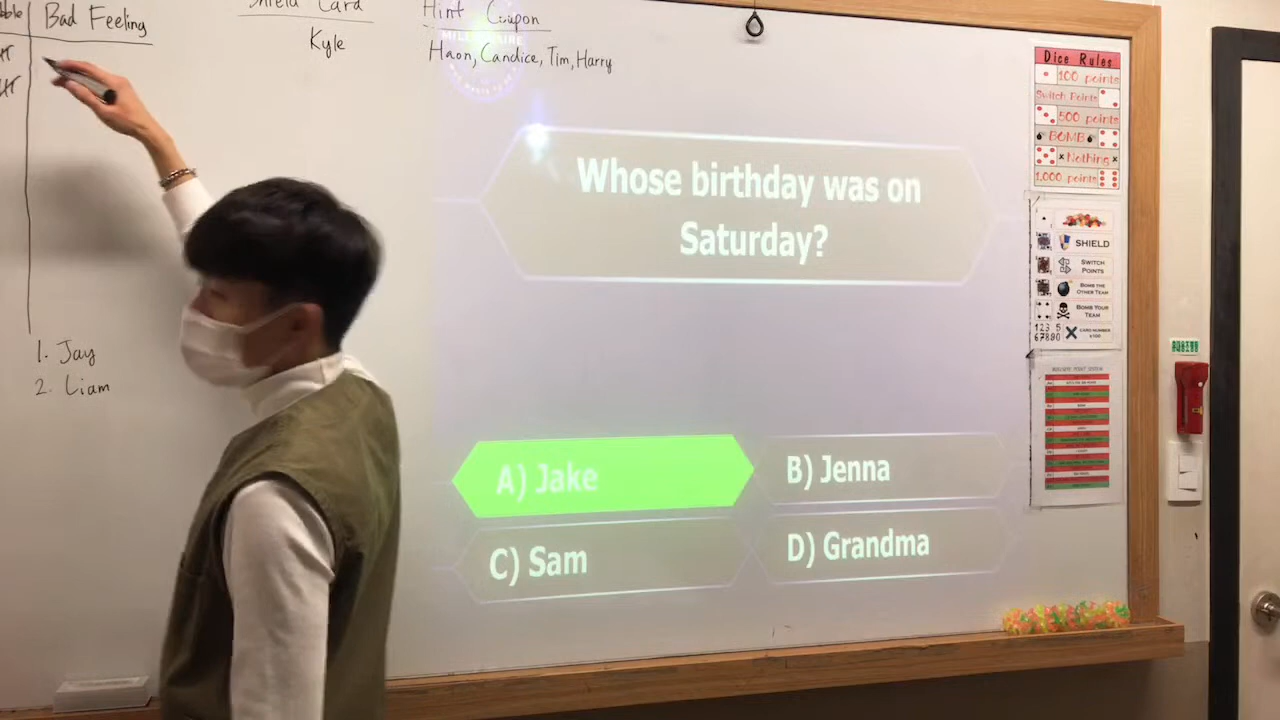 Bad Feeling
Shield Card
Kyle
Hint Coupon
Haon, Candice, Tim, Harry
1. Jay
2. Liam
Whose birthday was on
Saturday?
A) Jake
B) Jenna
C) Sam
D) Grandma
Dice Rules
100 points
Switch Points
500 points
BOMB
x Nothing x
1,000 points
SHIELD
SWITCH
POINTS
BOMB THE
OTHER TEAM
BOMB YOUR
TEAM
CARD NUMBER